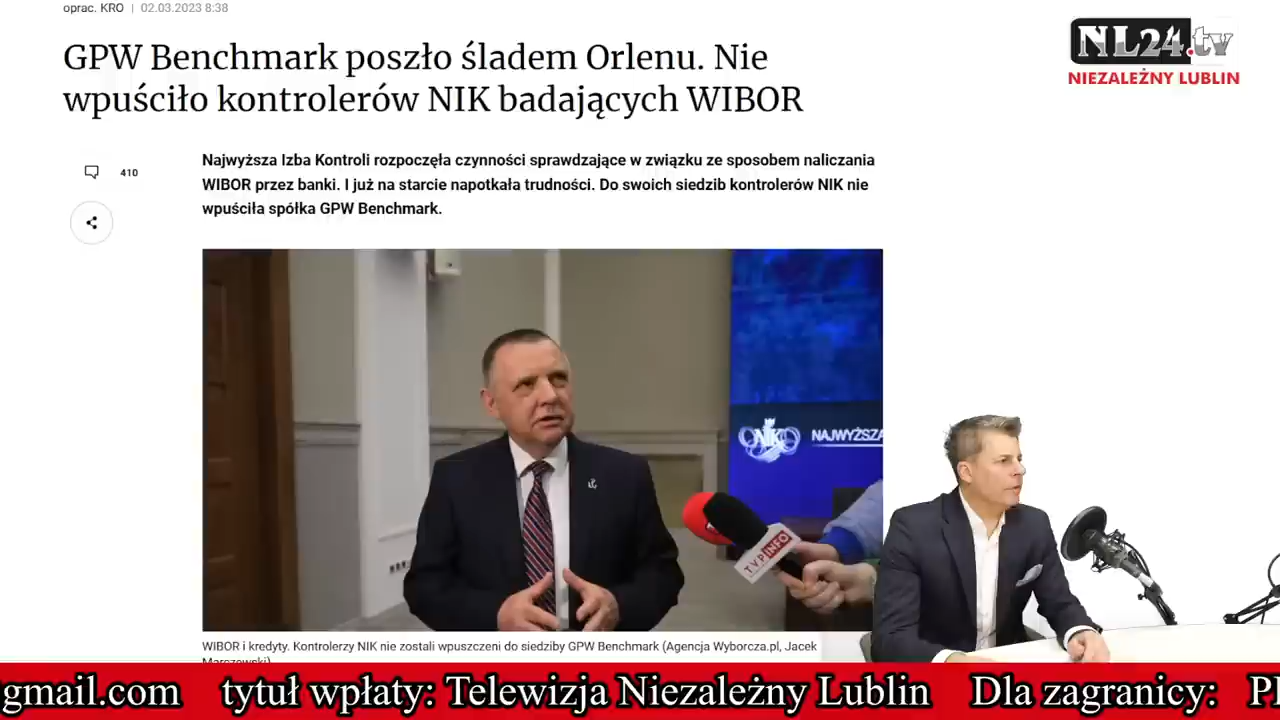 oprac. KRO | 02.03.2023 8:38
NL24.tv
NIEZALEŻNY LUBLIN
GPW Benchmark poszło śladem Orlenu. Nie
wpuściło kontrolerów NIK badających WIBOR
410
Najwyższa Izba Kontroli rozpoczęła czynności sprawdzające w związku ze sposobem naliczania
WIBOR przez banki. I już na starcie napotkała trudności. Do swoich siedzib kontrolerów NIK nie
wpuściła spółka GPW Benchmark.
NIK NAJWYŻSZA
TVP INFO
WIBOR i kredyty. Kontrolerzy NIK nie zostali wpuszczeni do siedziby GPW Benchmark (Agencja Wyborcza.pl, Jacek
Marczewski)
gmail.com tytuł wpłaty: Telewizja Niezależny Lublin Dla zagranicy: